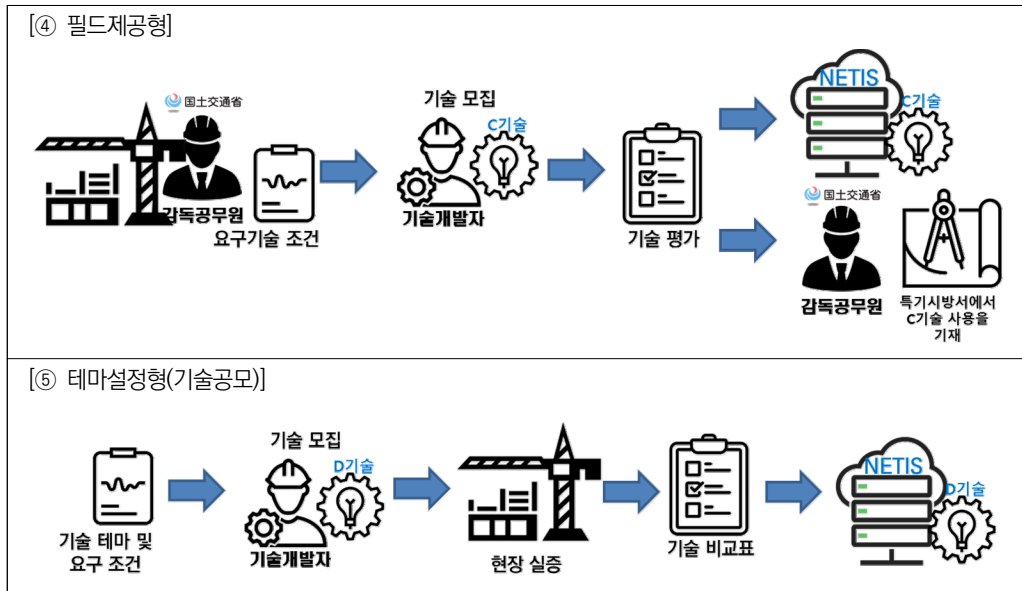 [④ 필드제공형]
国土交通省
감독공무원
요구기술 조건
기술 모집
C기술
기술개발자
기술 평가
NETIS
C기술
国土交通省
감독공무원
특기시방서에서
C기술 사용을
기재
[⑤ 테마설정형(기술공모)]
기술 테마 및
요구 조건
기술 모집
D기술
기술개발자
현장 실증
기술 비교표
NETIS
D기술